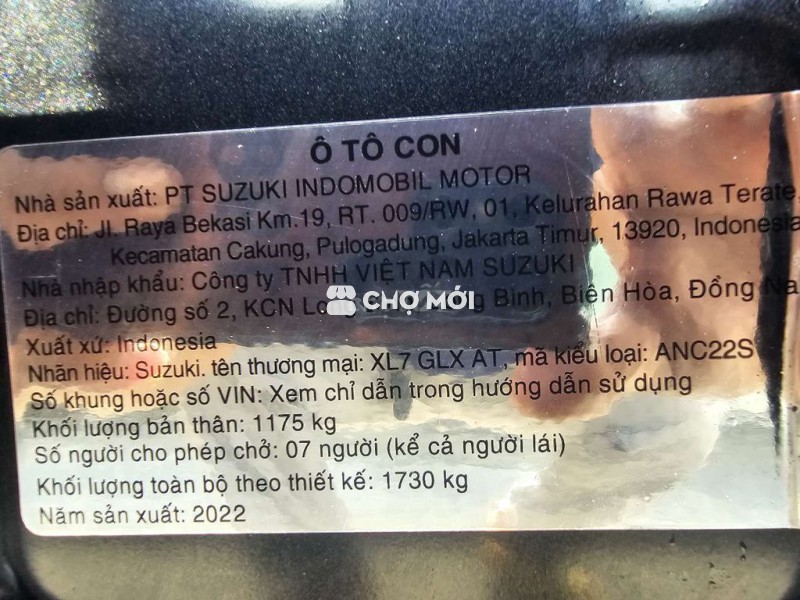 Ô TÔ CON
Nhà sản xuất: PT SUZUKI INDOMOBIL MOTOR
Địa chỉ: Jl. Raya Bekasi Km.19, RT. 009/RW, 01, Kelurahan Rawa Terate
Kecamatan Cakung, Pulogadung, Jakarta Timur, 13920, Indonesia
Nhà nhập khẩu: Công ty TNHH VIỆT NAM SUZUKI
Địa chỉ: Đường số 2, KCN Bình, Biên Hòa, Đồng Na
CHỢ MỚI
Xuất xứ: Indonesia
Nhãn hiệu: Suzuki. tên thương mại: XL7 GLX AT, mã kiểu loại: ANC22S
Số khung hoặc số VIN: Xem chỉ dẫn trong hướng dẫn sử dụng
Khối lượng bản thân: 1175 kg
Số người cho phép chở: 07 người (kể cả người lái)
Khối lượng toàn bộ theo thiết kế: 1730 kg
Năm sản xuất: 2022